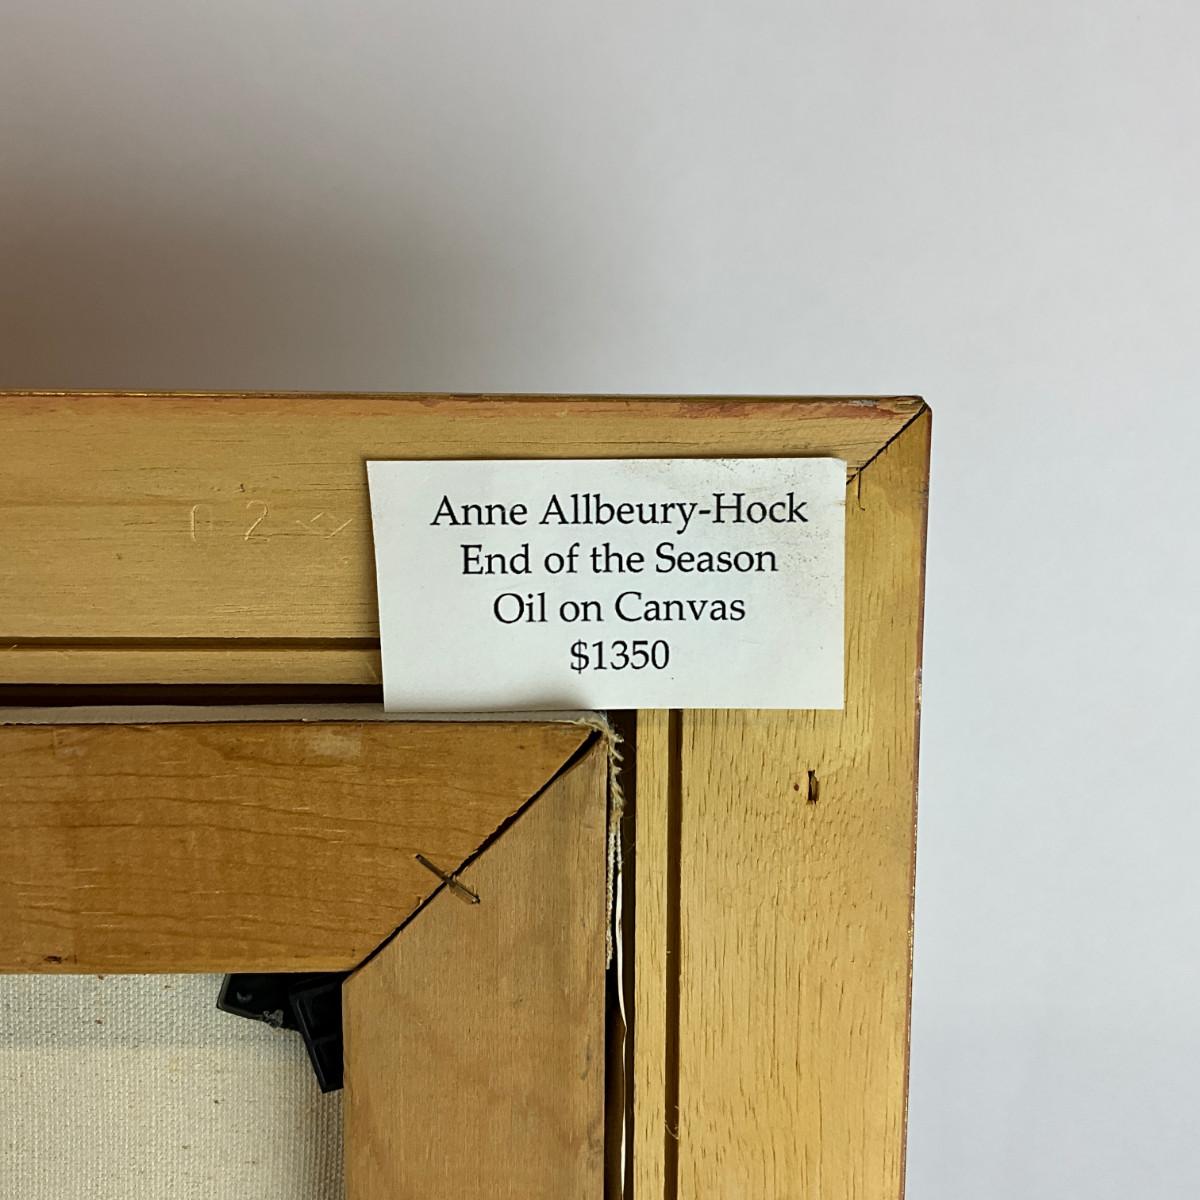 Anne Allbeury-Hock
End of the Season
Oil on Canvas
$1350